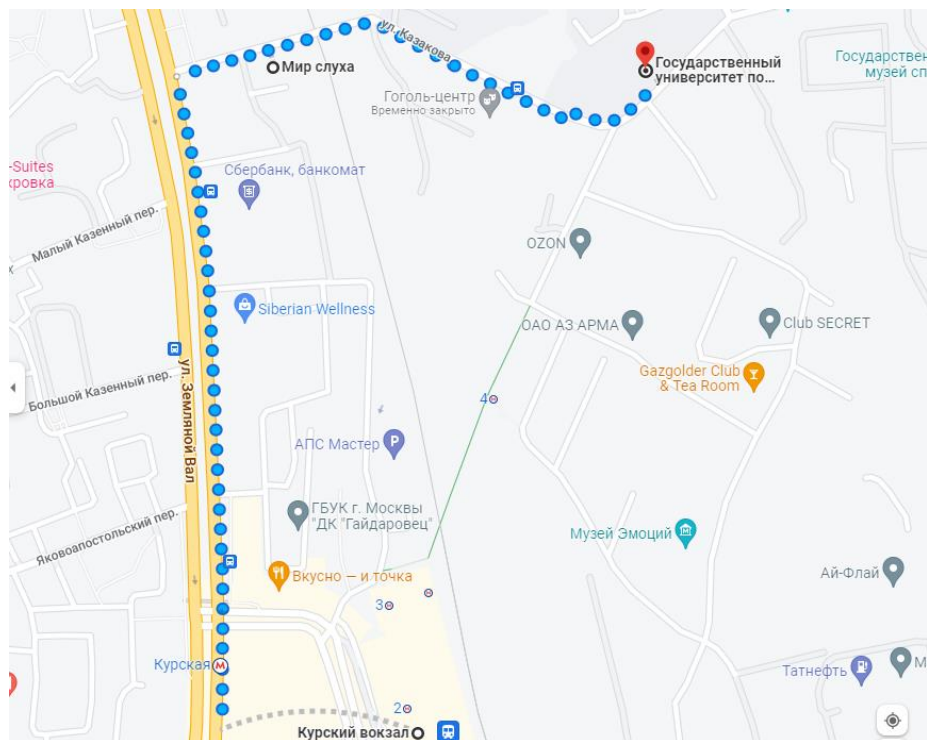 ул. Казакова
Мир слуха
Государственный
университет по...
Государствен
музей сп
Гоголь-центр
Временно закрыто
-Suites
кровка
Сбербанк, банкомат
Малый Казенный пер.
OZON
Siberian Wellness
ОАО АЗ АРМА
Club SECRET
ул. Земляной Вал
Большой Казенный пер.
Gazgolder Club
& Tea Room
4
АПС Мастер
P
ГБУК г. Москвы
"ДК "Гайдаровец"
Яковоапостольский пер.
Музей Эмоций
Вкусно — и точка
Ай-Флай
3
Курская
М
Татнефть
М
2
Курский вокзал